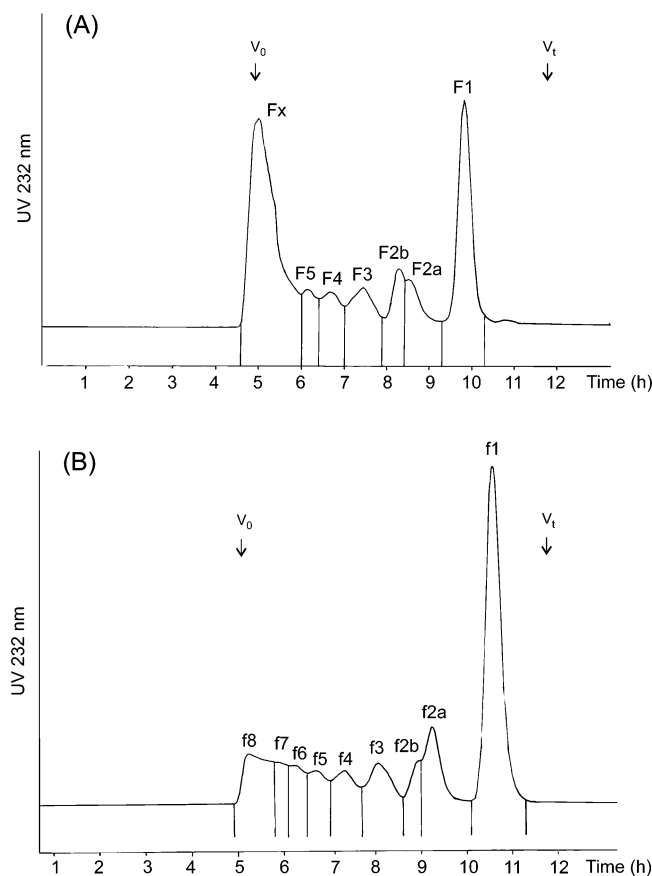 (A)
V0
Vt
Fx
F1
F2b
F2a
F5
F4
F3
UV 232 nm
1 2 3 4 5 6 7 8 9 10 11 12 Time (h)
(B)
f1
V0
Vt
f2a
f8
f7
f6
f5
f4
f3
f2b
UV 232 nm
1 2 3 4 5 6 7 8 9 10 11 12 Time (h)